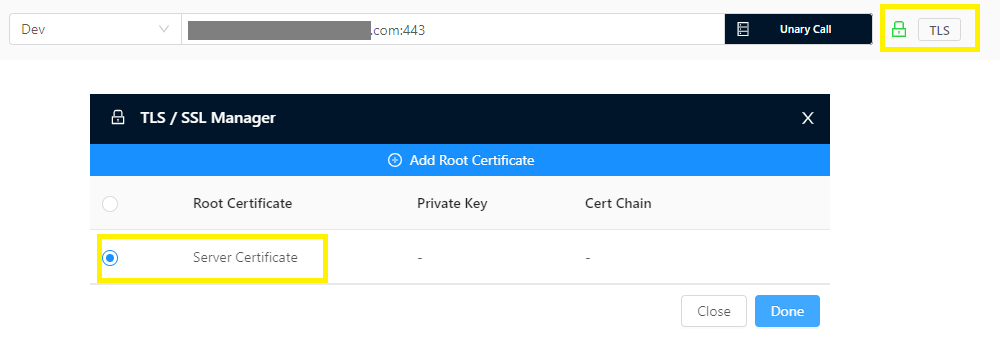 Dev
.com:443
Unary Call
TLS
TLS / SSL Manager
X
Add Root Certificate
Root Certificate Private Key Cert Chain
Server Certificate - -
Close Done